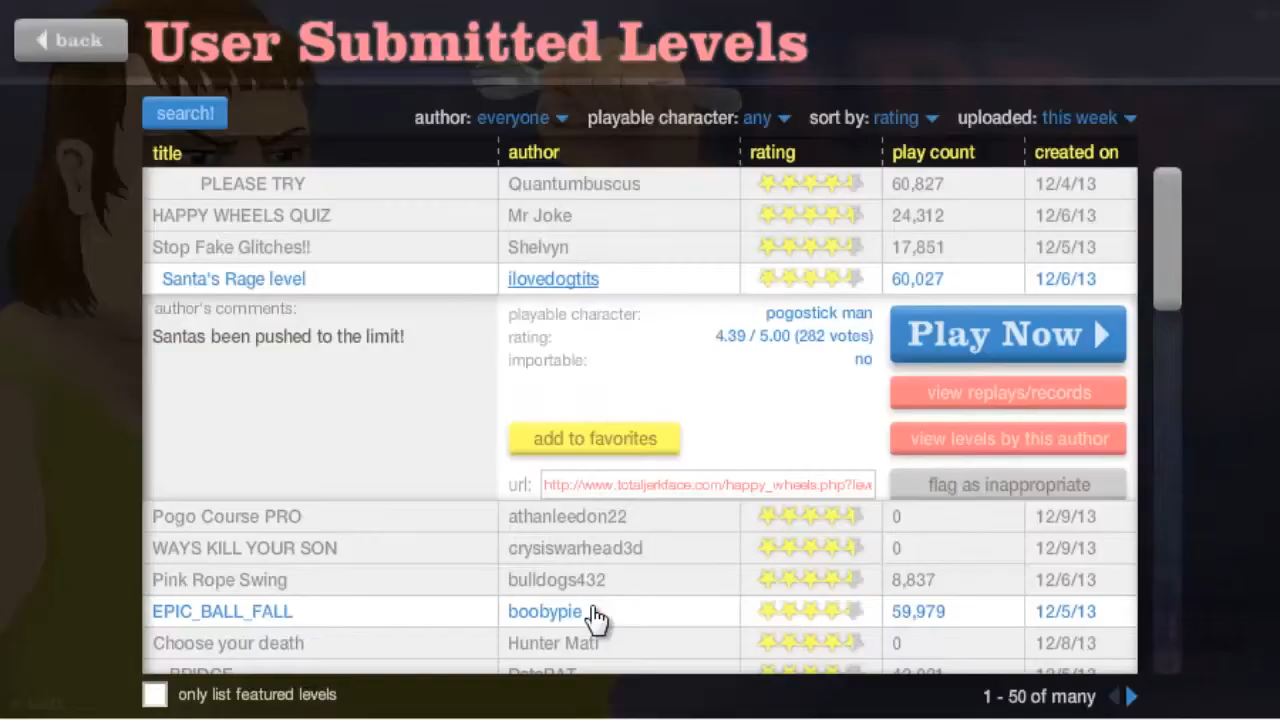 back
User Submitted Levels
search!
author: everyone playable character: any sort by: rating uploaded: this week
title author rating play count created on
PLEASE TRY Quantumbuscus 60,827 12/4/13
HAPPY WHEELS QUIZ Mr Joke 24,312 12/6/13
Stop Fake Glitches!! Shelvyn 17,851 12/5/13
Santa's Rage level ilovedogtits 60,027 12/6/13
author's comments:
Santas been pushed to the limit!
playable character: pogostick man
rating: 4.39 / 5.00 (282 votes)
importable: no
add to favorites
url: http://www.totaljerkface.com/happy_wheels.php?leve
Play Now
view replays/records
view levels by this author
flag as inappropriate
Pogo Course PRO athanleedon22 0 12/9/13
WAYS KILL YOUR SON crysiswarhead3d 0 12/9/13
Pink Rope Swing bulldogs432 8,837 12/6/13
EPIC_BALL_FALL boobypie 59,979 12/5/13
Choose your death Hunter 0 12/8/13
BRIDGE
only list featured levels
1 - 50 of many